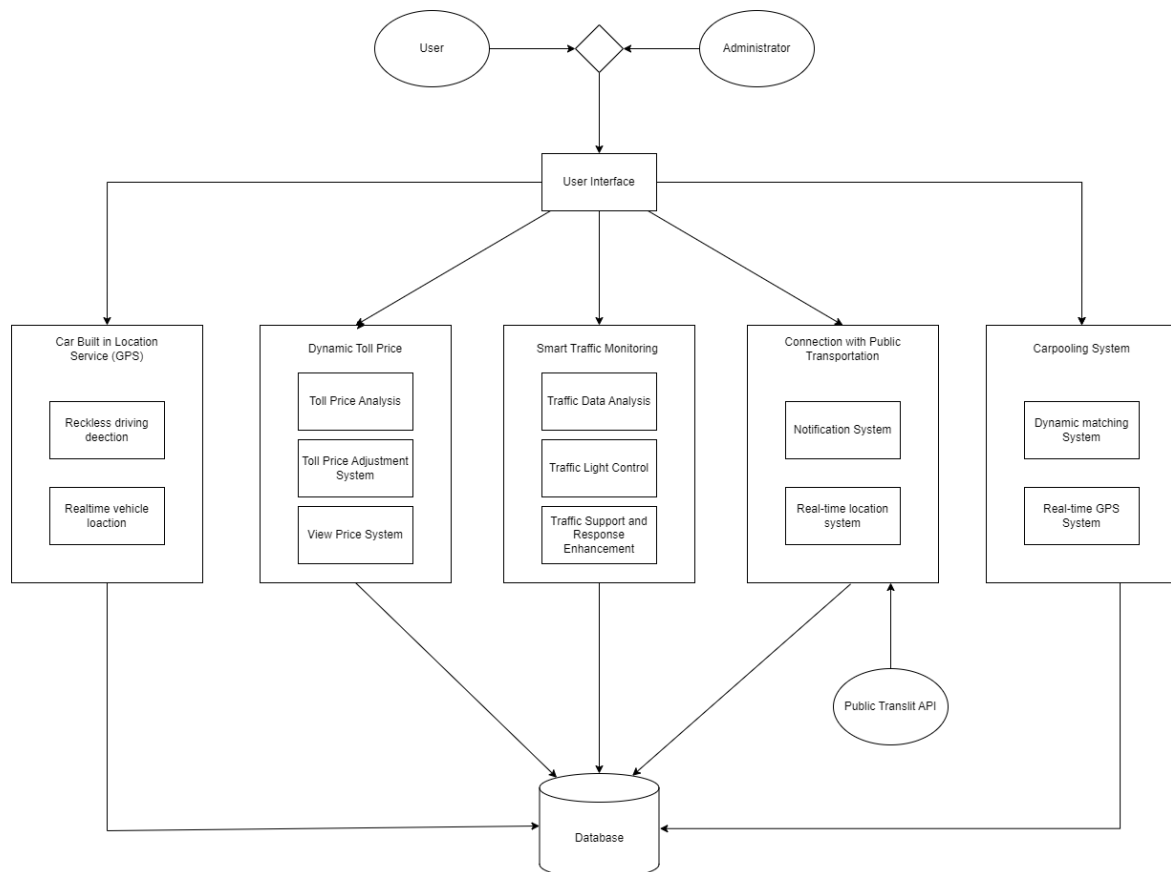 User
Administrator
User Interface
Car Built in Location
Service (GPS)
Reckless driving
deection
Realtime vehicle
loaction
Dynamic Toll Price
Toll Price Analysis
Toll Price Adjustment
System
View Price System
Smart Traffic Monitoring
Traffic Data Analysis
Traffic Light Control
Traffic Support and
Response
Enhancement
Connection with Public
Transportation
Notification System
Real-time location
system
Carpooling System
Dynamic matching
System
Real-time GPS
System
Public Translit API
Database